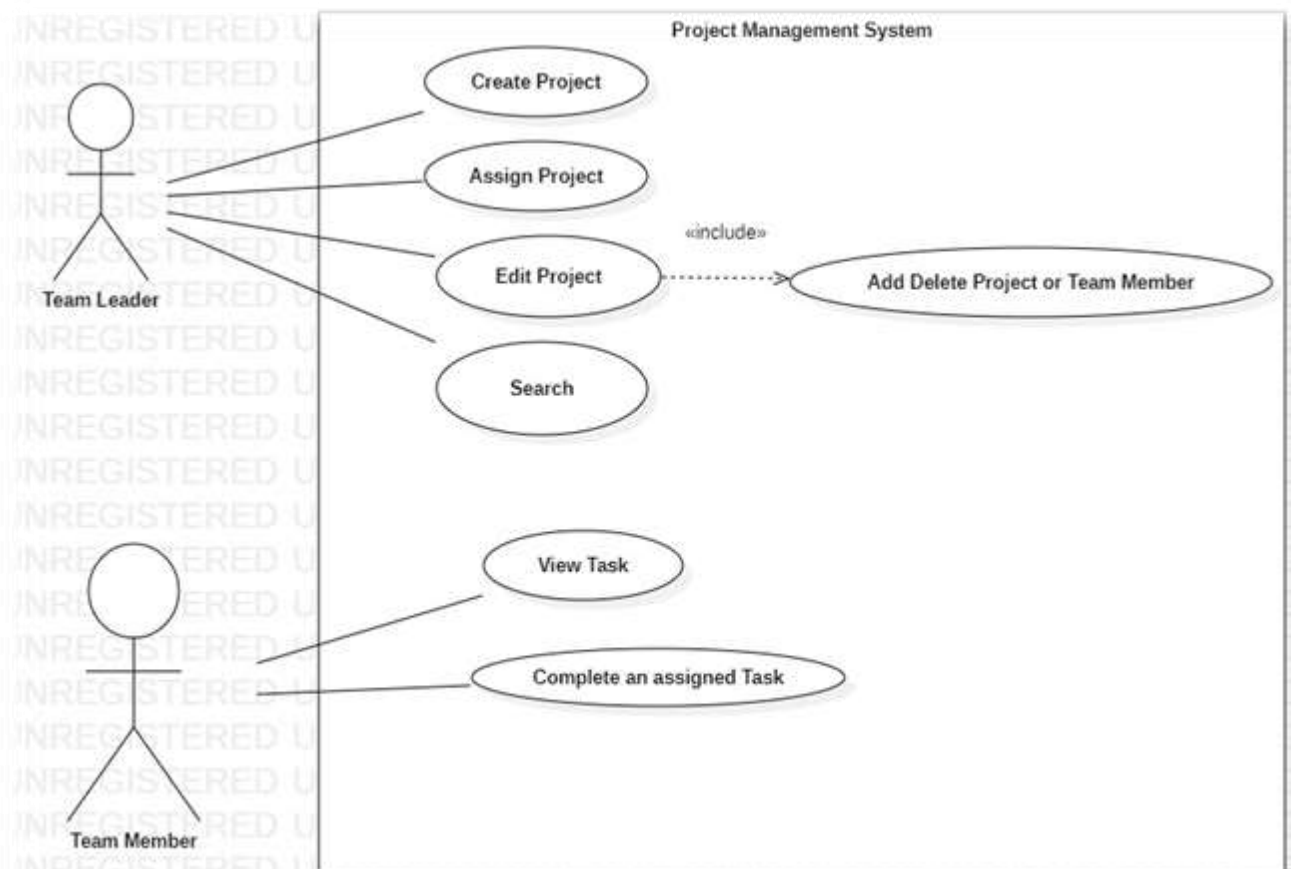 Project Management System
Create Project
Assign Project
«include»
Edit Project
Add Delete Project or Team Member
Team Leader
Search
View Task
Complete an assigned Task
Team Member